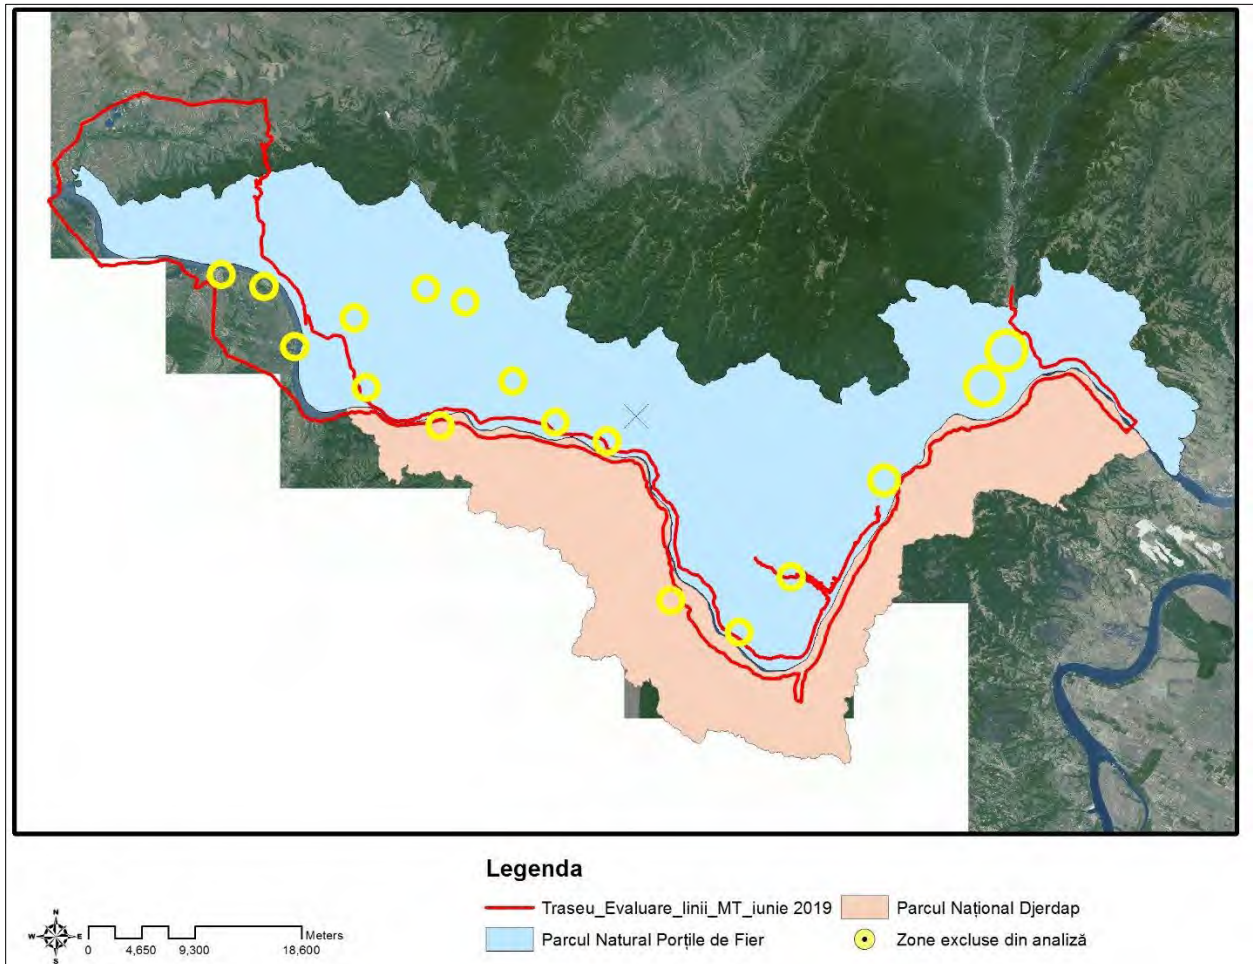 Legenda
Traseu_Evaluare_linii_MT_iunie 2019
Parcul Național Djerdap
Parcul Natural Porțile de Fier
Zone excluse din analiză
N
W E
S
Meters
0 4,650 9,300 18,600